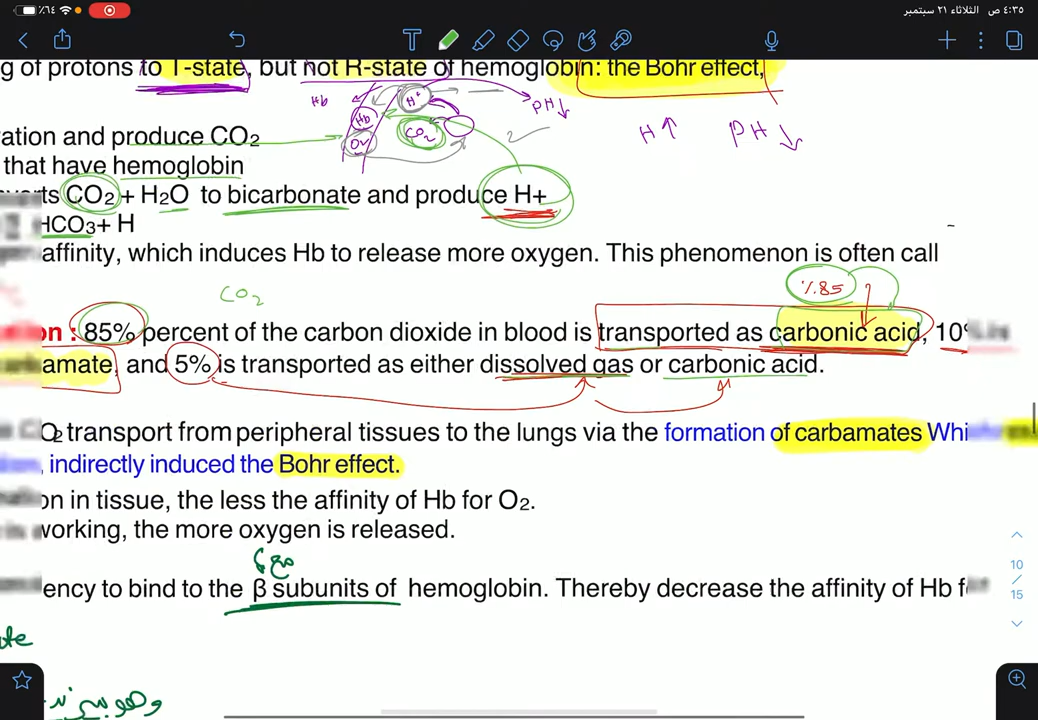 ٪٦٤ ٤:٣٥ ص الثلاثاء ٢١ سبتمبر
g of protons to T-state, but not R-state of hemoglobin: the Bohr effect,
Hb H+ PH↓
Hb CO2 H↑ PH↓
ration and produce CO2 O2
that have hemoglobin
CO2 + H2O to bicarbonate and produce H+
HCO3+ H
affinity, which induces Hb to release more oxygen. This phenomenon is often call
CO2 ٪85
on : 85% percent of the carbon dioxide in blood is transported as carbonic acid, 10%
amate, and 5% is transported as either dissolved gas or carbonic acid.
O2 transport from peripheral tissues to the lungs via the formation of carbamates Whi
indirectly induced the Bohr effect.
on in tissue, the less the affinity of Hb for O2.
working, the more oxygen is released.
10
/
15
ency to bind to the β subunits of hemoglobin. Thereby decrease the affinity of Hb f
ate